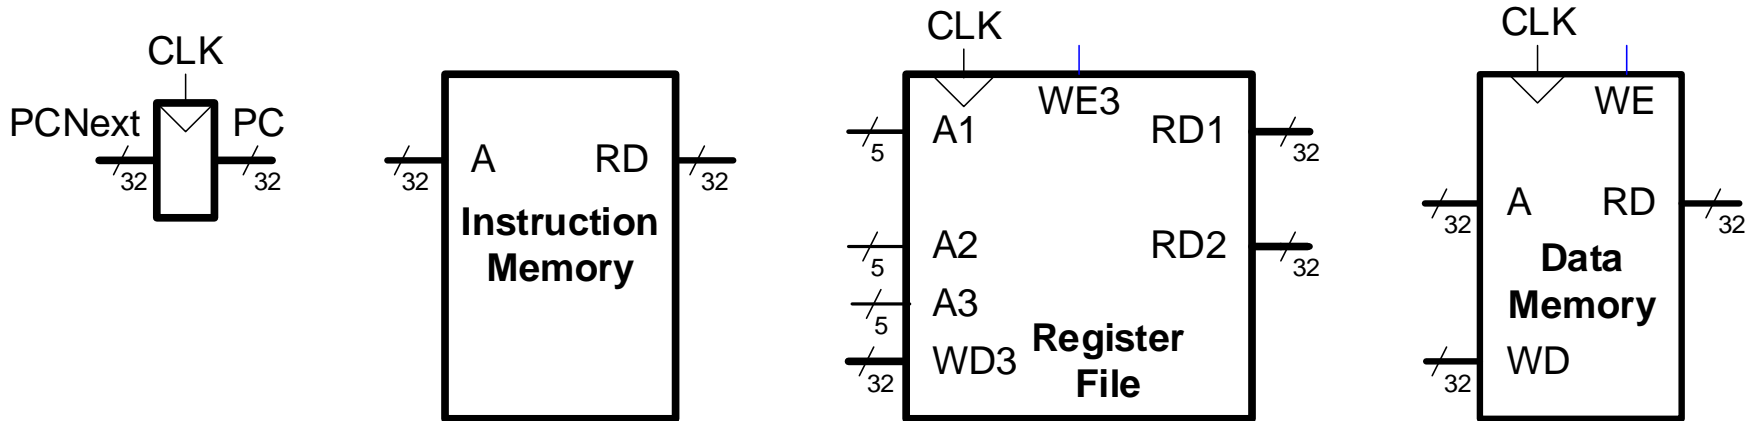 CLK
PCNext
PC
32
32
A
RD
32
32
Instruction
Memory
CLK
WE3
A1
RD1
5
32
A2
RD2
5
32
A3
5
WD3
32
Register
File
CLK
WE
A
RD
32
32
Data
Memory
WD
32